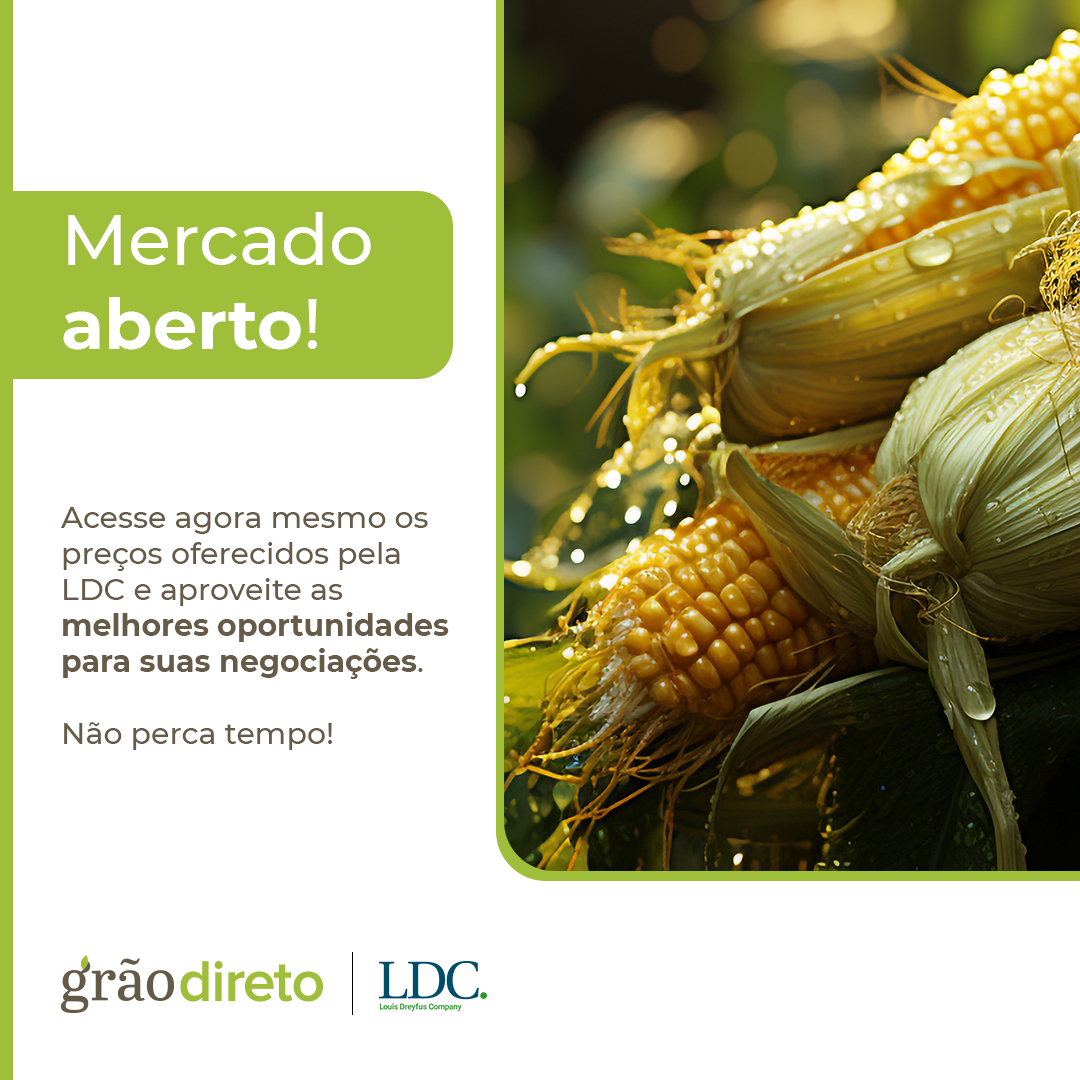 Mercado
aberto!
Acesse agora mesmo os
preços oferecidos pela
LDC e aproveite as
melhores oportunidades
para suas negociações.
Não perca tempo!
grãodireto
LDC.
Louis Dreyfus Company